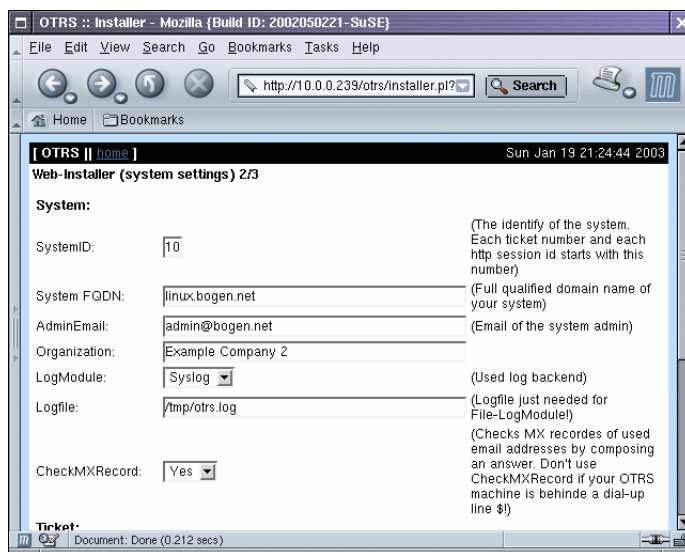 OTRS :: Installer - Mozilla {Build ID: 2002050221-SuSE}
File Edit View Search Go Bookmarks Tasks Help
http://10.0.0.239/otrs/installer.pl? Search
Home Bookmarks
[ OTRS || home ] Sun Jan 19 21:24:44 2003
Web-Installer (system settings) 2/3
System:
SystemID: 10 (The identify of the system.
Each ticket number and each
http session id starts with this
number)
System FQDN: linux.bogen.net (Full qualified domain name of
your system)
AdminEmail: admin@bogen.net (Email of the system admin)
Organization: Example Company 2
LogModule: Syslog (Used log backend)
Logfile: /tmp/otrs.log (Logfile just needed for
File-LogModule!)
CheckMXRecord: Yes (Checks MX recordes of used
email addresses by composing
an answer. Don't use
CheckMXRecord if your OTRS
machine is behinde a dial-up
line $!)
Ticket:
Document: Done (0.212 secs)